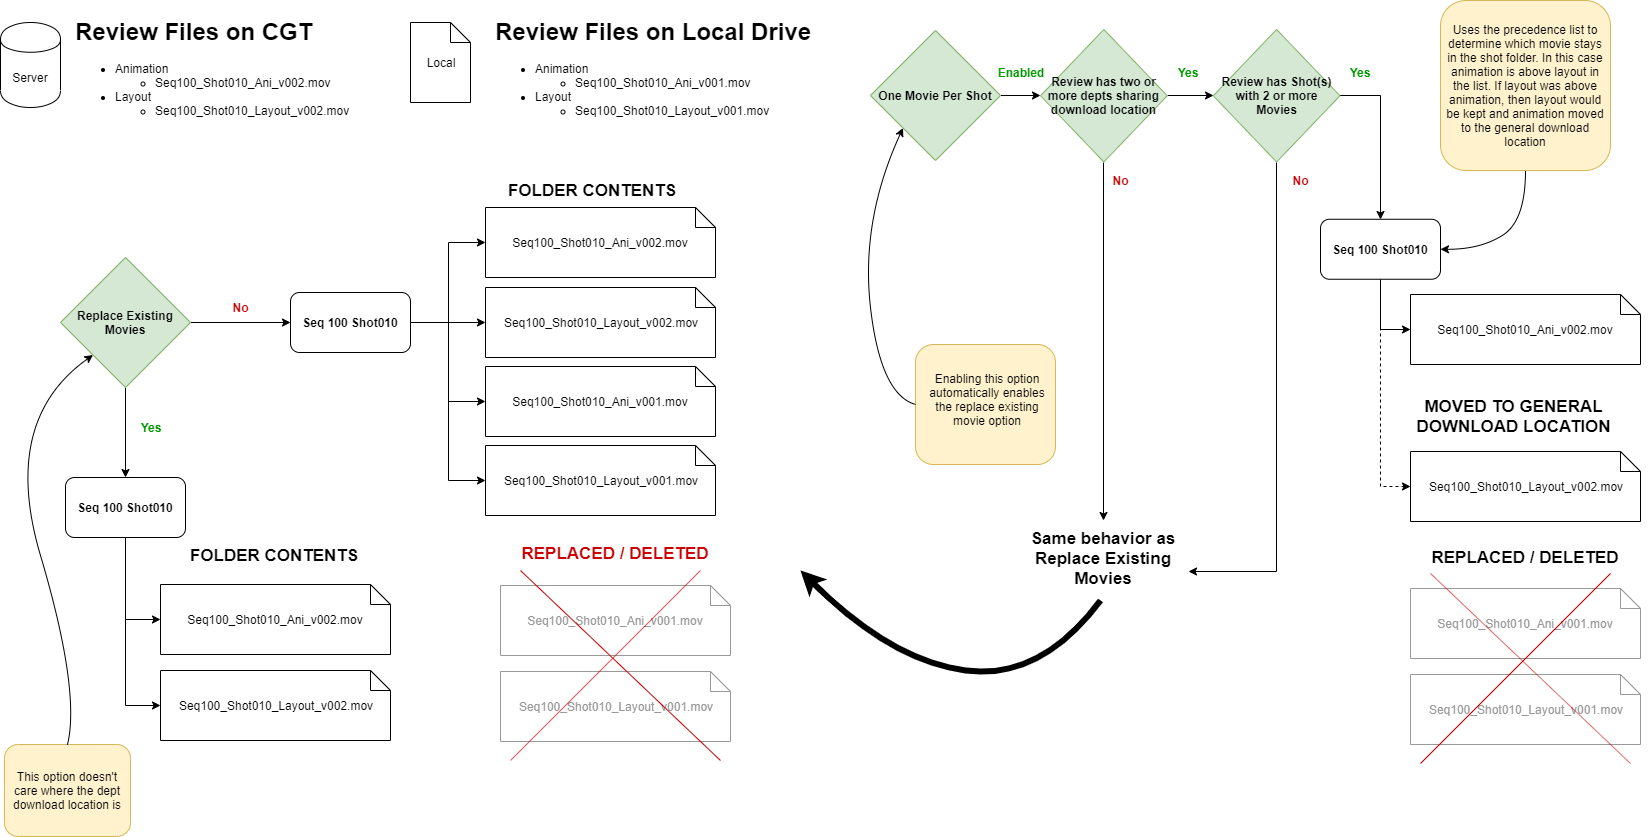 Server
Review Files on CGT
Animation
Seq100_Shot010_Ani_v002.mov
Layout
Seq100_Shot010_Layout_v002.mov
Local
Review Files on Local Drive
Animation
Seq100_Shot010_Ani_v001.mov
Layout
Seq100_Shot010_Layout_v001.mov
Replace Existing
Movies
No
Seq 100 Shot010
FOLDER CONTENTS
Seq100_Shot010_Ani_v002.mov
Seq100_Shot010_Layout_v002.mov
Seq100_Shot010_Ani_v001.mov
Seq100_Shot010_Layout_v001.mov
Yes
Seq 100 Shot010
FOLDER CONTENTS
Seq100_Shot010_Ani_v002.mov
Seq100_Shot010_Layout_v002.mov
REPLACED / DELETED
Seq100_Shot010_Ani_v001.mov
Seq100_Shot010_Layout_v001.mov
This option doesn't
care where the dept
download location is
One Movie Per Shot
Enabled
Review has two or
more depts sharing
download location
Yes
Review has Shot(s)
with 2 or more
Movies
Yes
No
No
Uses the precedence list to
determine which movie stays
in the shot folder. In this case
animation is above layout in
the list. If layout was above
animation, then layout would
be kept and animation moved
to the general download
location
Seq 100 Shot010
Seq100_Shot010_Ani_v002.mov
Enabling this option
automatically enables
the replace existing
movie option
MOVED TO GENERAL
DOWNLOAD LOCATION
Seq100_Shot010_Layout_v002.mov
Same behavior as
Replace Existing
Movies
REPLACED / DELETED
Seq100_Shot010_Ani_v001.mov
Seq100_Shot010_Layout_v001.mov